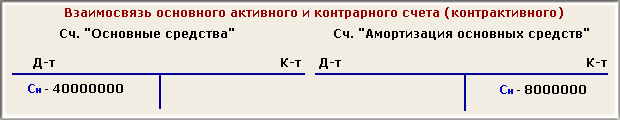 Взаимосвязь основного активного и контрарного счета (контрактивного)
Сч. "Основные средства" Сч. "Амортизация основных средств"
Д-т К-т Д-т К-т
Сн - 40000000 Сн - 8000000